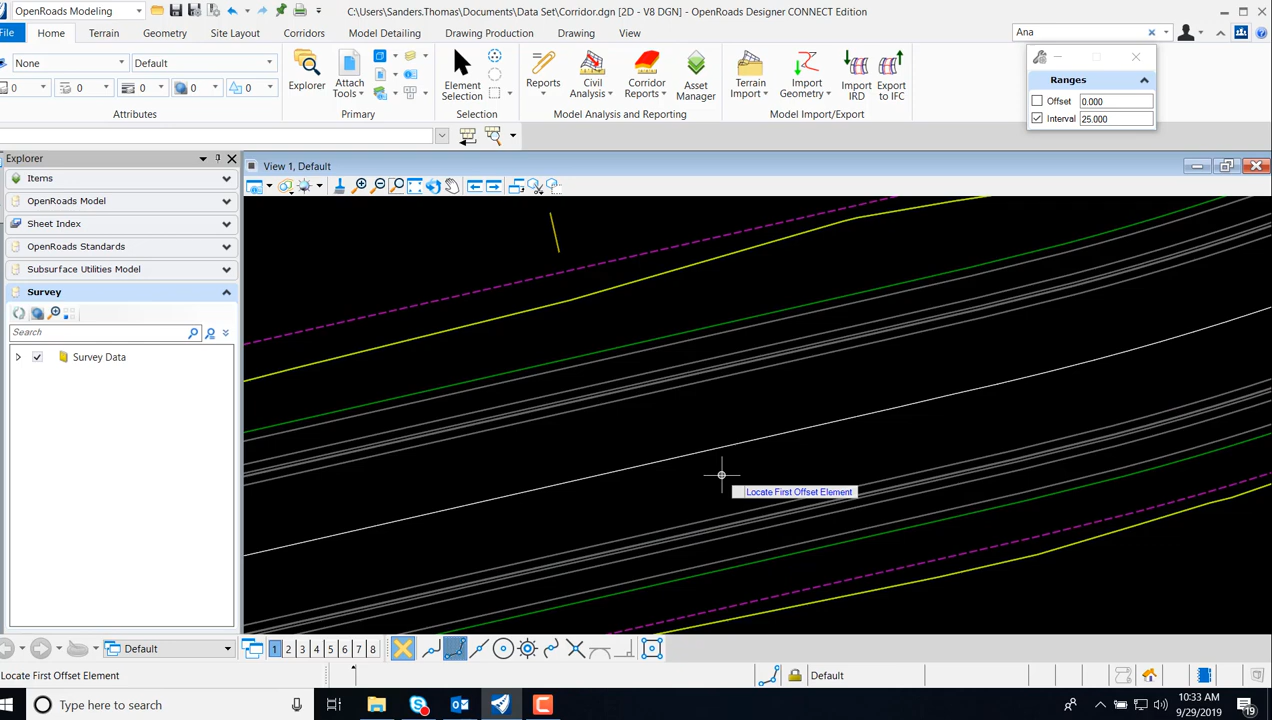 OpenRoads Modeling
C:\Users\Sanders.Thomas\Documents\Data Set\Corridor.dgn [2D - V8 DGN] - OpenRoads Designer CONNECT Edition
File Home Terrain Geometry Site Layout Corridors Model Detailing Drawing Production Drawing View
Ana
None
Default
0 0 0 0 0
Attributes
Explorer
Attach Tools
Primary
Element Selection
Selection
Reports
Civil Analysis
Corridor Reports
Asset Manager
Model Analysis and Reporting
Terrain Import
Import Geometry
Import IRD
Export to IFC
Model Import/Export
Ranges
Offset 0.000
Interval 25.000
Explorer
Items
OpenRoads Model
Sheet Index
OpenRoads Standards
Subsurface Utilities Model
Survey
Search
Survey Data
View 1, Default
Locate First Offset Element
Default
1 2 3 4 5 6 7 8
Locate First Offset Element
Default
Type here to search
10:33 AM
9/29/2019
19